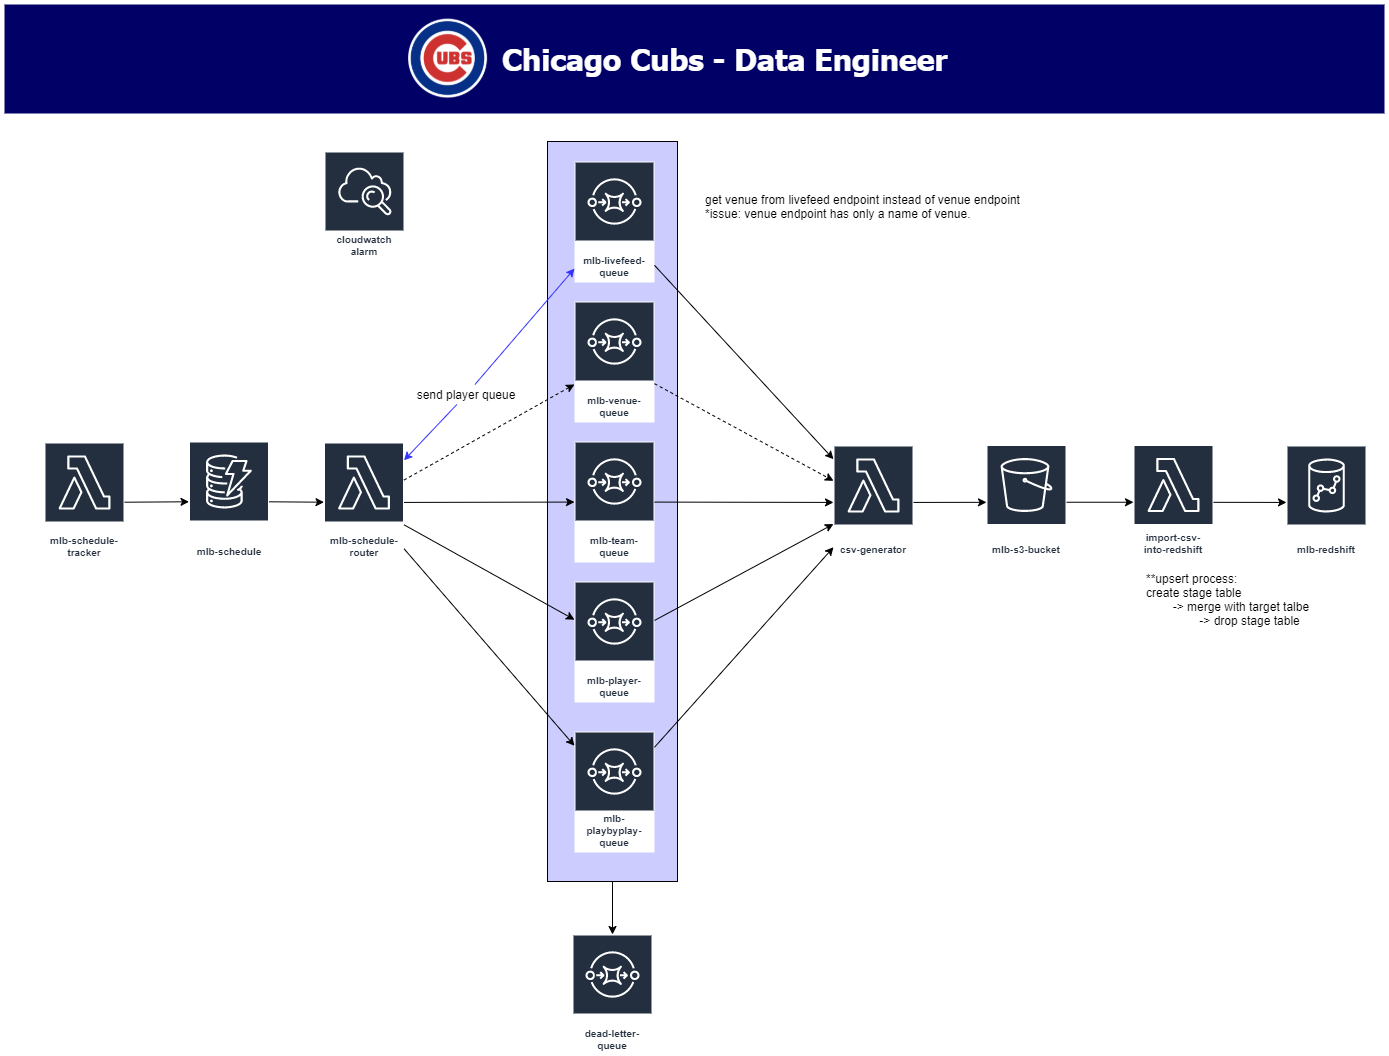 UBS
Chicago Cubs - Data Engineer
cloudwatch
alarm
mlb-livefeed-
queue
get venue from livefeed endpoint instead of venue endpoint
*issue: venue endpoint has only a name of venue.
send player queue
mlb-venue-
queue
mlb-schedule-
tracker
mlb-schedule
mlb-schedule-
router
mlb-team-
queue
csv-generator
mlb-s3-bucket
import-csv-
into-redshift
mlb-redshift
**upsert process:
create stage table
-> merge with target talbe
-> drop stage table
mlb-player-
queue
mlb-
playbyplay-
queue
dead-letter-
queue